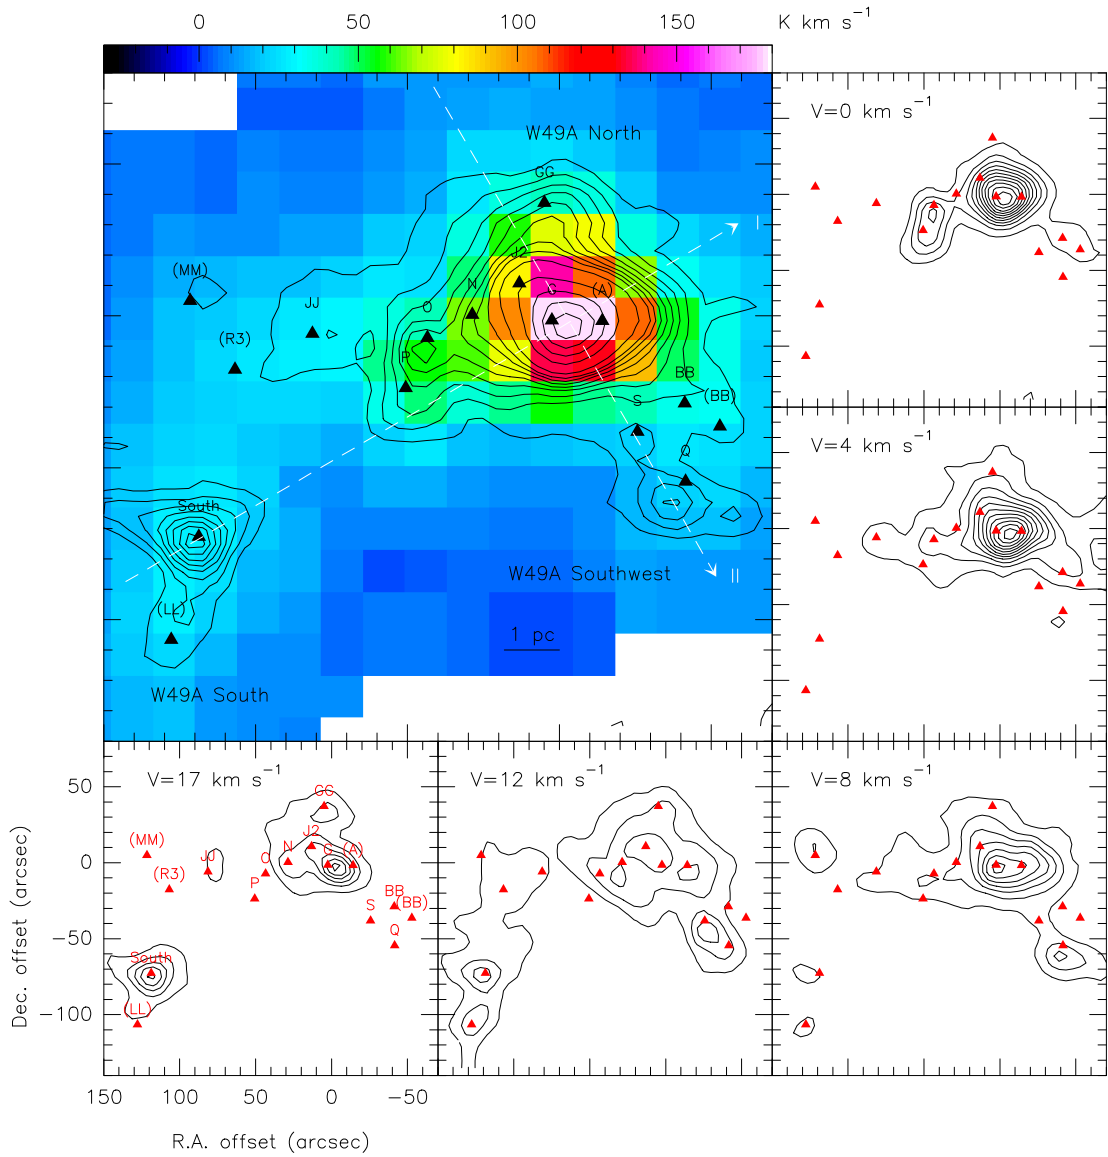 0 50 100 150 K km s⁻¹
W49A North
V=0 km s⁻¹
GG
I
J2
(MM)
N
G
(A)
JJ
O
(R3)
P
BB
(BB)
S
V=4 km s⁻¹
Q
South
W49A Southwest
II
(LL)
1 pc
W49A South
V=17 km s⁻¹
V=12 km s⁻¹
V=8 km s⁻¹
50
GG
J2
(MM)
N
G
(A)
JJ
O
0
(R3)
P
BB
(BB)
S
Q
−50
South
(LL)
−100
Dec. offset (arcsec)
150 100 50 0 −50
R.A. offset (arcsec)